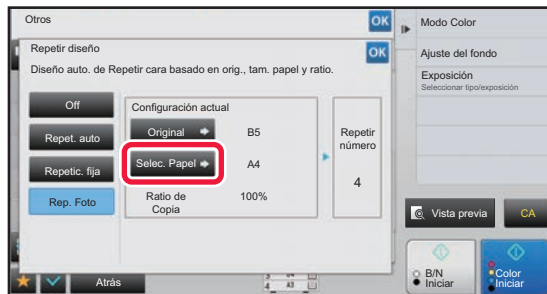 Otros
OK
Repetir diseño
OK
Diseño auto. de Repetir cara basado en orig., tam. papel y ratio.
Off
Repet. auto
Repetic. fija
Rep. Foto
Configuración actual
Original
B5
Selec. Papel
A4
Ratio de
Copia
100%
Repetir
número
4
Atrás
4 A3
Modo Color
Ajuste del fondo
Exposición
Seleccionar tipo/exposición
Vista previa
CA
B/N
Iniciar
Color
Iniciar